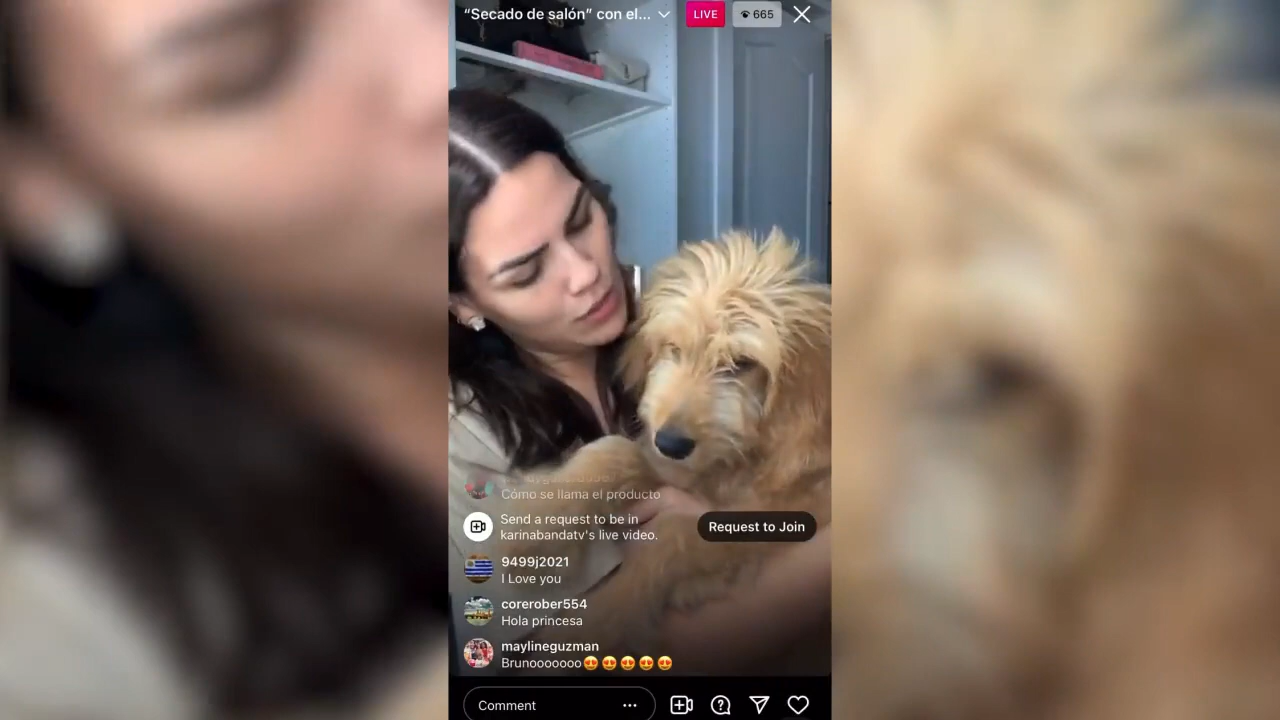 “Secado de salón” con el...
LIVE
665
Cómo se llama el producto
Send a request to be in
karinabandatv's live video.
Request to Join
9499j2021
I Love you
corerober554
Hola princesa
maylineguzman
Brunooooooo😍😍😍😍😍
Comment